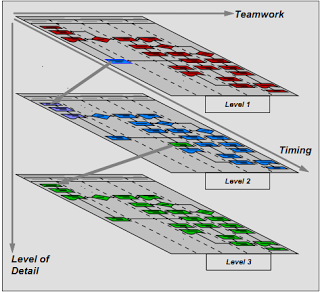 Teamwork
Level 1
Timing
Level 2
Level of
Detail
Level 3